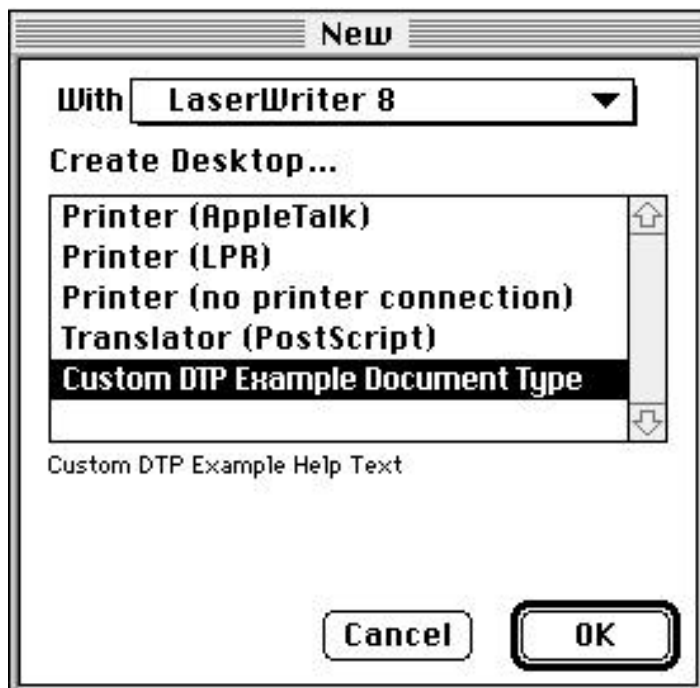 New
With LaserWriter 8
Create Desktop...
Printer (AppleTalk)
Printer (LPR)
Printer (no printer connection)
Translator (PostScript)
Custom DTP Example Document Type
Custom DTP Example Help Text
Cancel OK